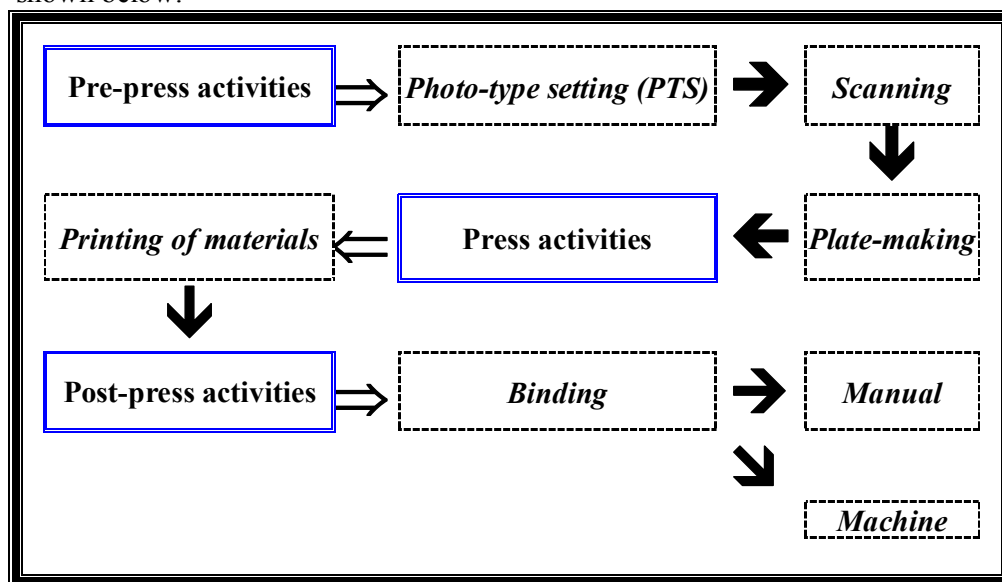 shown below:
Pre-press activities
Photo-type setting (PTS)
Scanning
Printing of materials
Press activities
Plate-making
Post-press activities
Binding
Manual
Machine